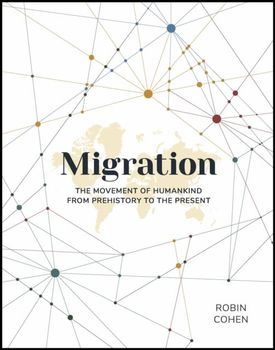 Migration
THE MOVEMENT OF HUMANKIND
FROM PREHISTORY TO THE PRESENT
ROBIN
COHEN